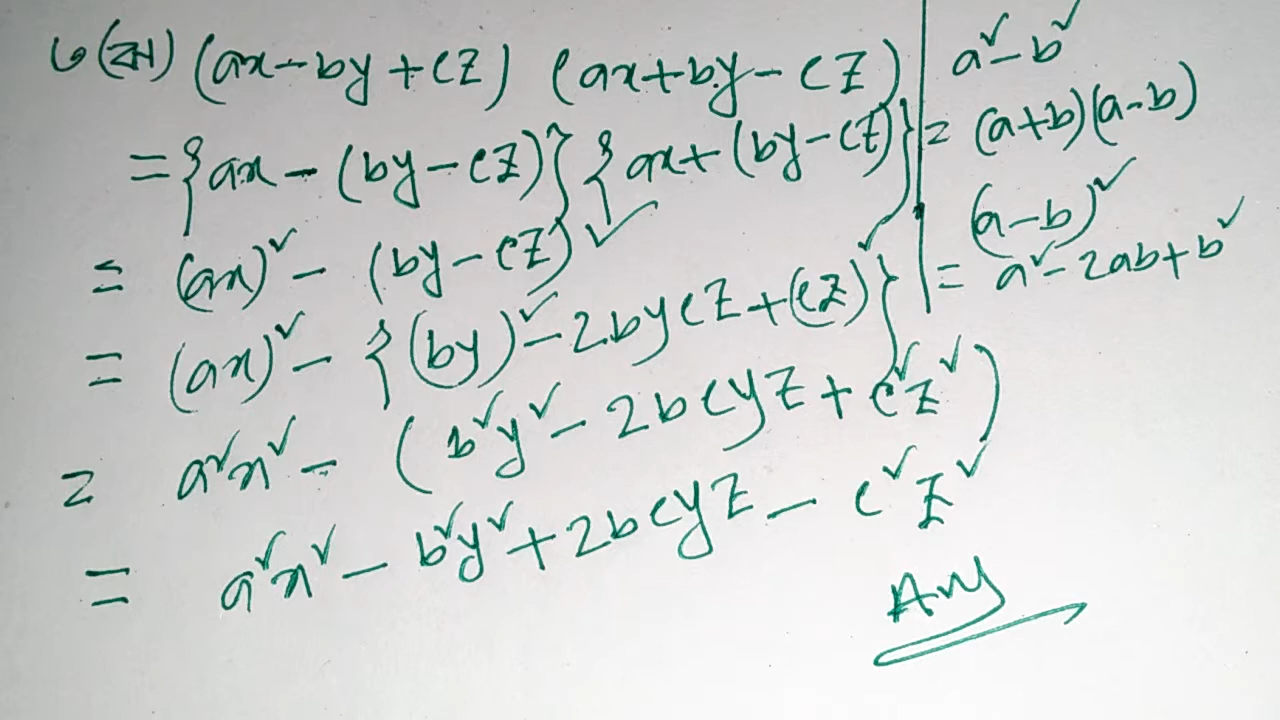 ৩(ঝ) (ax-by+cz) (ax+by-cz)
={ax-(by-cz)}{ax+(by-cz)}
= (ax)² - (by-cz)²
= (ax)² - {(by)² - 2bycz + (cz)²}
= a²x² - (b²y² - 2bcyz + c²z²)
= a²x² - b²y² + 2bcyz - c²z²
Ans
a² - b²
= (a+b)(a-b)
(a-b)²
= a² - 2ab + b²